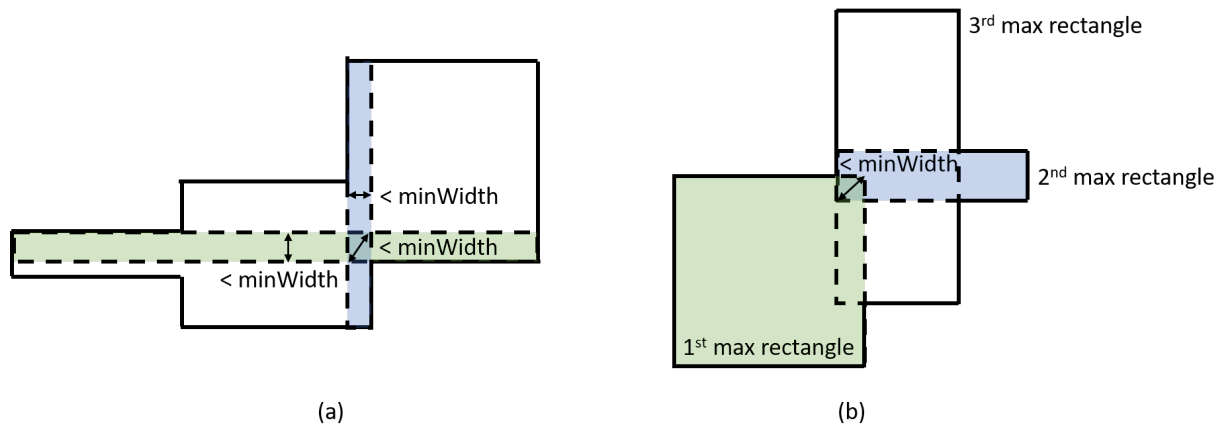 < minWidth
< minWidth
< minWidth
(a)
3rd max rectangle
< minWidth
2nd max rectangle
1st max rectangle
(b)